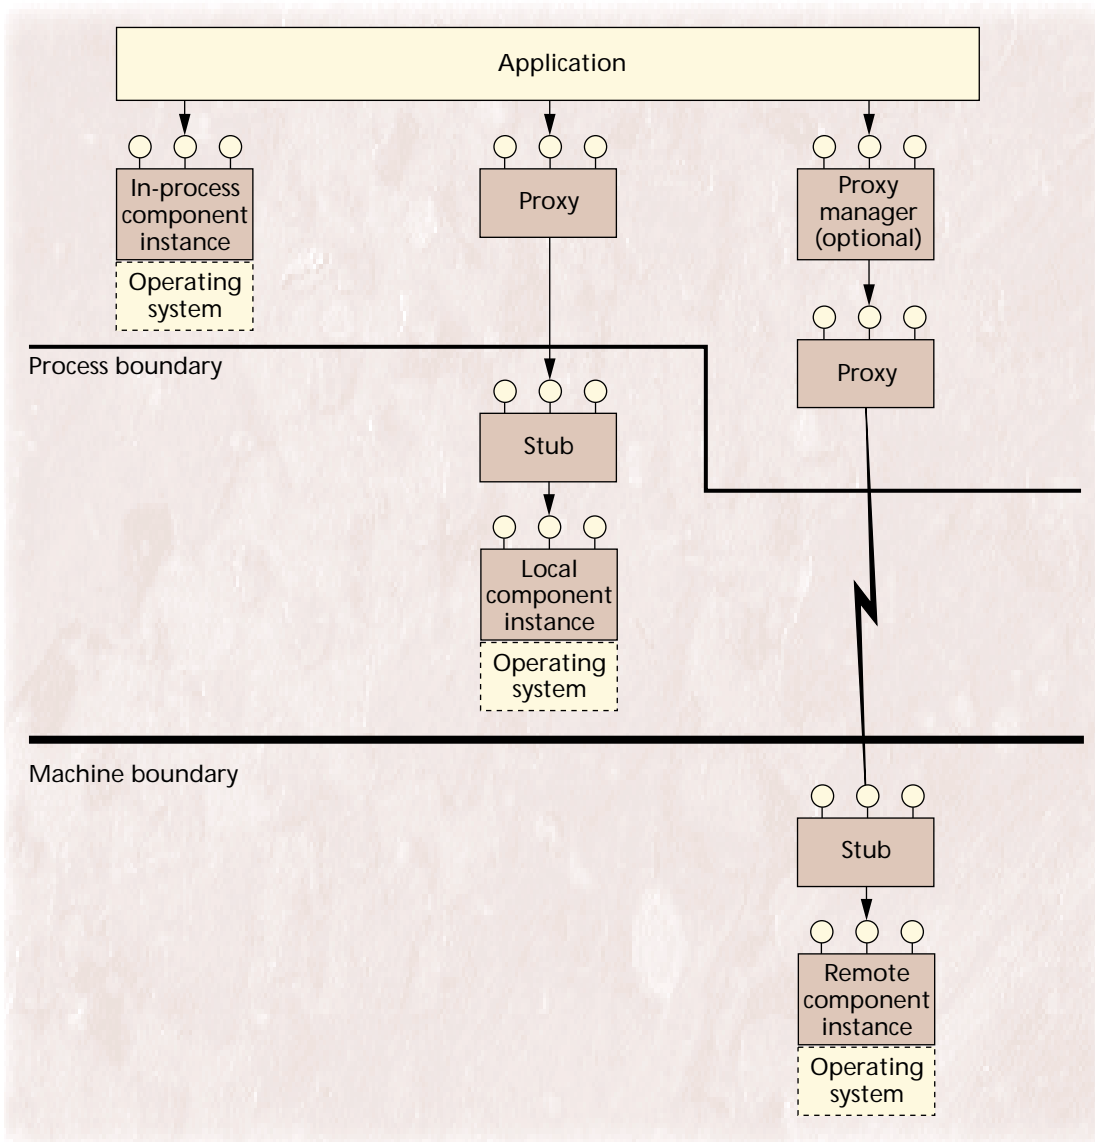 Application
In-process
component
instance
Operating
system
Proxy
Proxy
manager
(optional)
Proxy
Process boundary
Stub
Local
component
instance
Operating
system
Machine boundary
Stub
Remote
component
instance
Operating
system